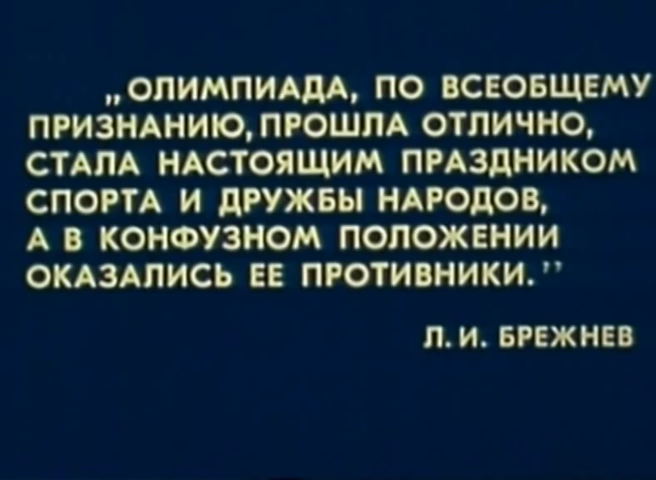 „ОЛИМПИАДА, ПО ВСЕОБЩЕМУ
ПРИЗНАНИЮ, ПРОШЛА ОТЛИЧНО,
СТАЛА НАСТОЯЩИМ ПРАЗДНИКОМ
СПОРТА И ДРУЖБЫ НАРОДОВ,
А В КОНФУЗНОМ ПОЛОЖЕНИИ
ОКАЗАЛИСЬ ЕЕ ПРОТИВНИКИ.”
Л. И. БРЕЖНЕВ